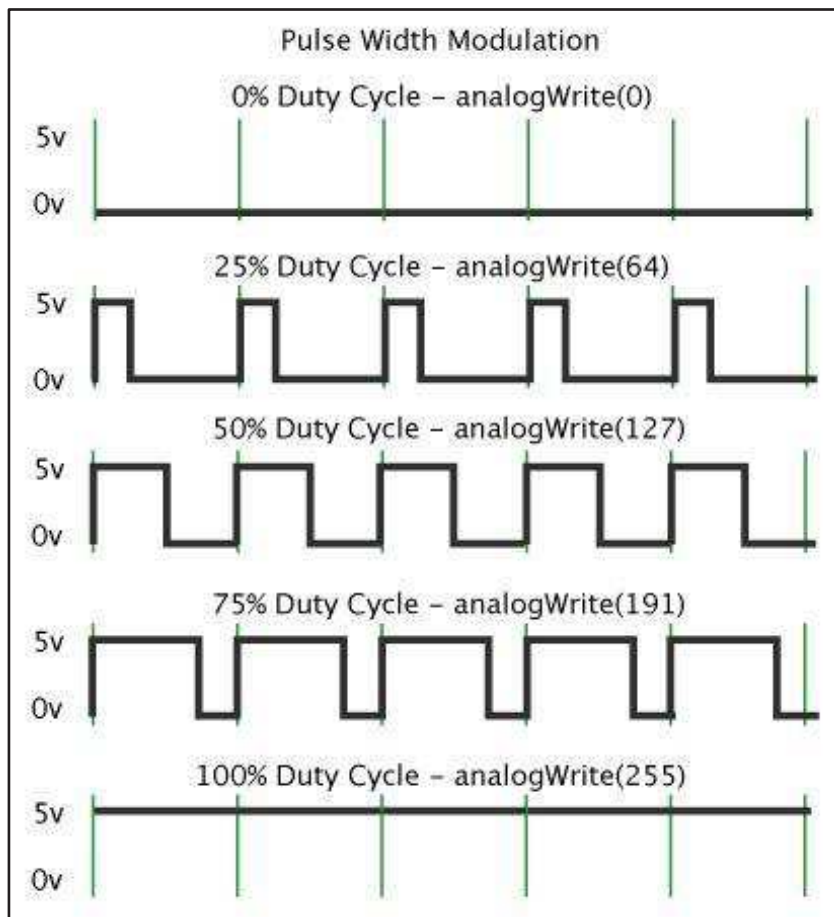 Pulse Width Modulation
0% Duty Cycle – analogWrite(0)
5v
0v
25% Duty Cycle – analogWrite(64)
5v
0v
50% Duty Cycle – analogWrite(127)
5v
0v
75% Duty Cycle – analogWrite(191)
5v
0v
100% Duty Cycle – analogWrite(255)
5v
0v